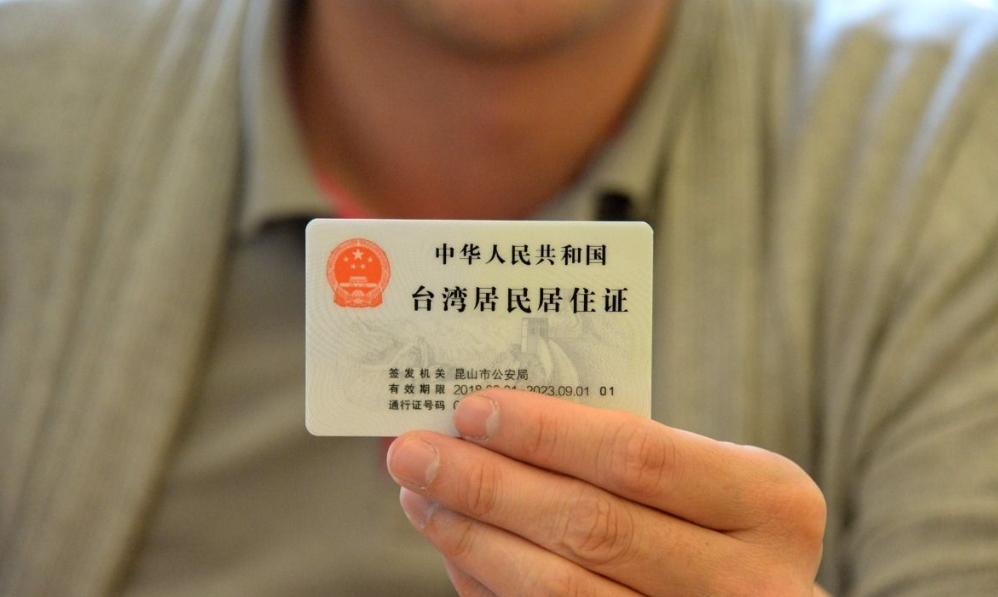 中华人民共和国
台湾居民居住证
签发机关 昆山市公安局
有效期限 2018.09.01-2023.09.01 01
通行证号码